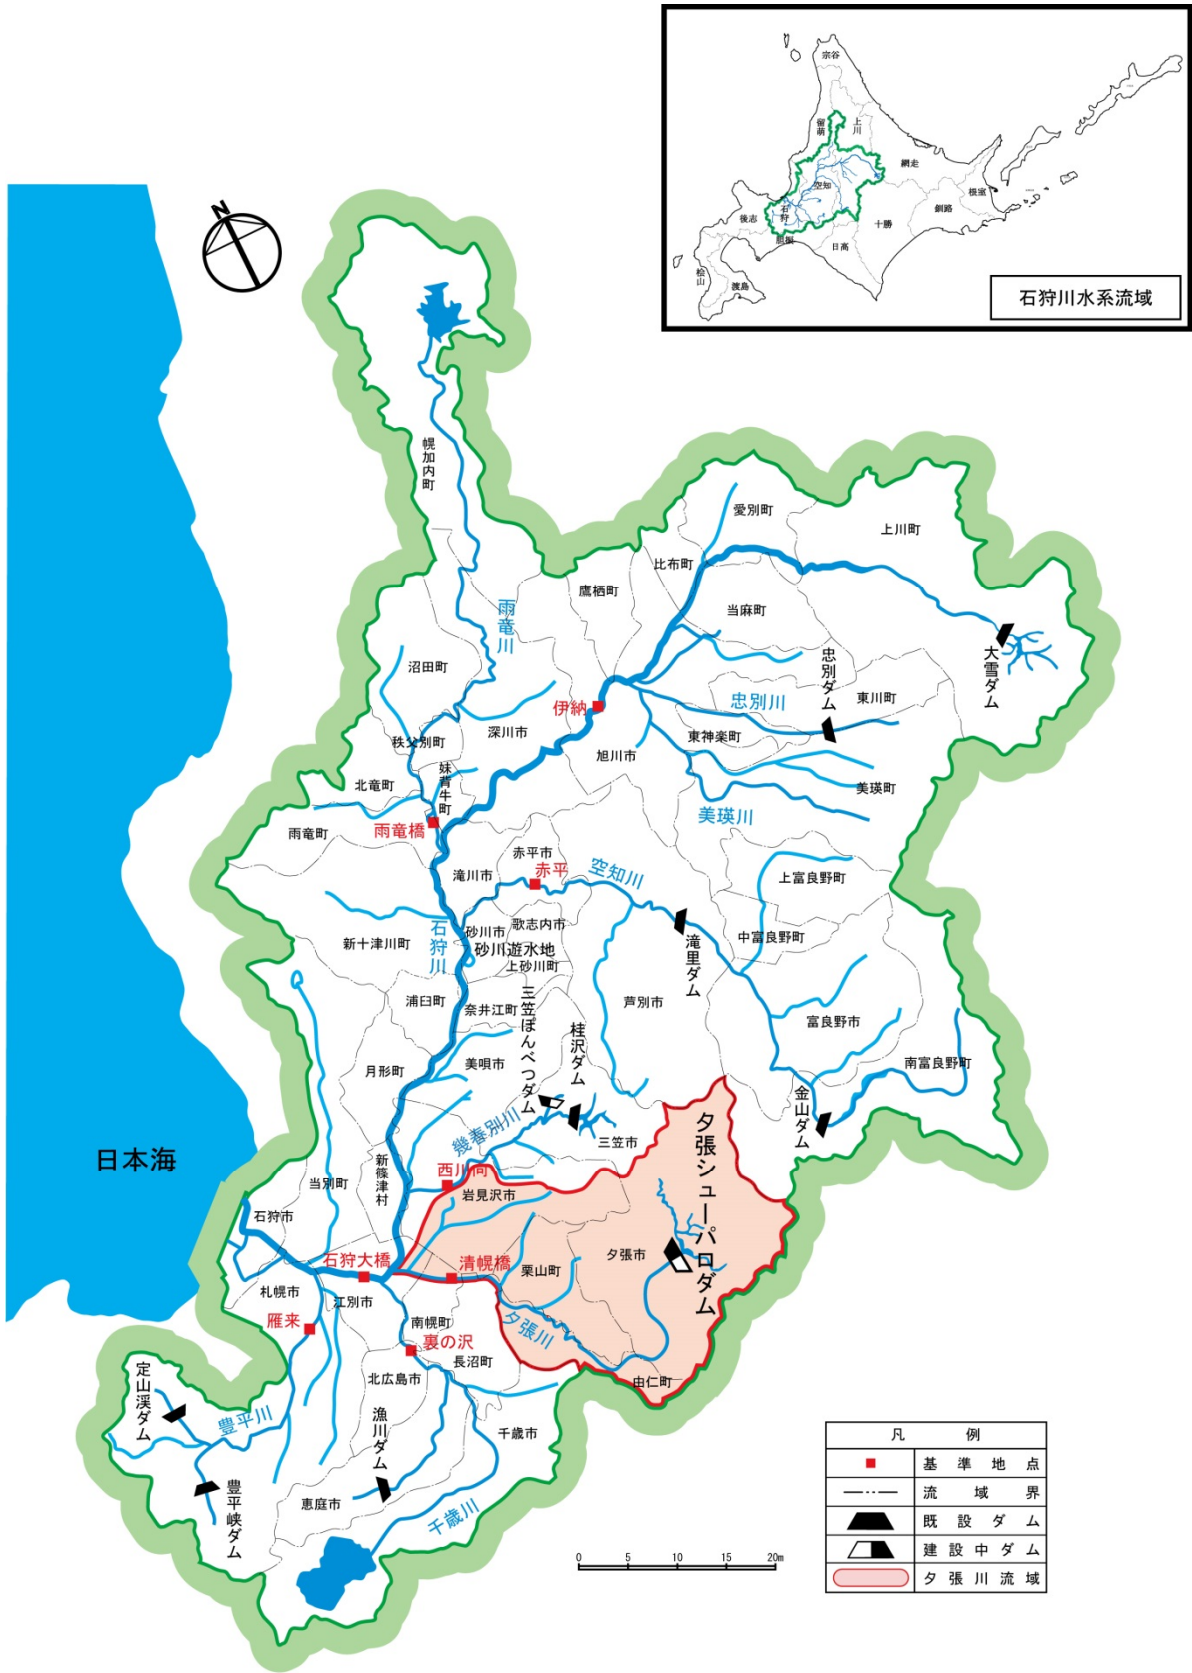 宗谷
留萌
上川
網走
空知
根室
釧路
石狩
後志
十勝
胆振
日高
桧山
渡島
石狩川水系流域
N
幌加内町
愛別町
上川町
比布町
鷹栖町
当麻町
雨竜川
沼田町
忠別ダム
大雪ダム
東川町
忠別川
伊納
深川市
秩父別町
東神楽町
旭川市
妹背牛町
北竜町
美瑛町
美瑛川
雨竜橋
雨竜町
赤平市
赤平
空知川
滝川市
上富良野町
石狩川
砂川市
歌志内市
砂川遊水地
上砂川町
新十津川町
中富良野町
滝里ダム
浦臼町
奈井江町
三笠ぽんべつダム
桂沢ダム
芦別市
富良野市
月形町
美唄市
南富良野町
金山ダム
幾春別川
三笠市
夕張シューパロダム
日本海
新篠津村
西川向
当別町
岩見沢市
石狩市
石狩大橋
清幌橋
栗山町
夕張市
札幌市
江別市
雁来
南幌町
夕張川
裏の沢
長沼町
北広島市
由仁町
定山渓ダム
豊平川
漁川ダム
千歳市
豊平峡ダム
恵庭市
千歳川
凡例
基準地点
流域界
既設ダム
建設中ダム
夕張川流域
0 5 10 15 20m